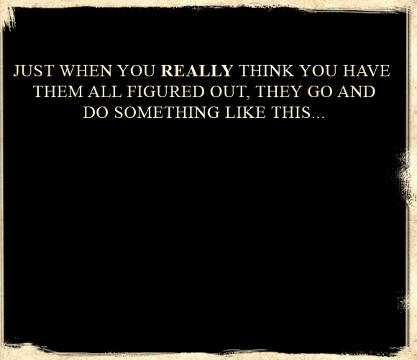 JUST WHEN YOU REALLY THINK YOU HAVE
THEM ALL FIGURED OUT, THEY GO AND
DO SOMETHING LIKE THIS...